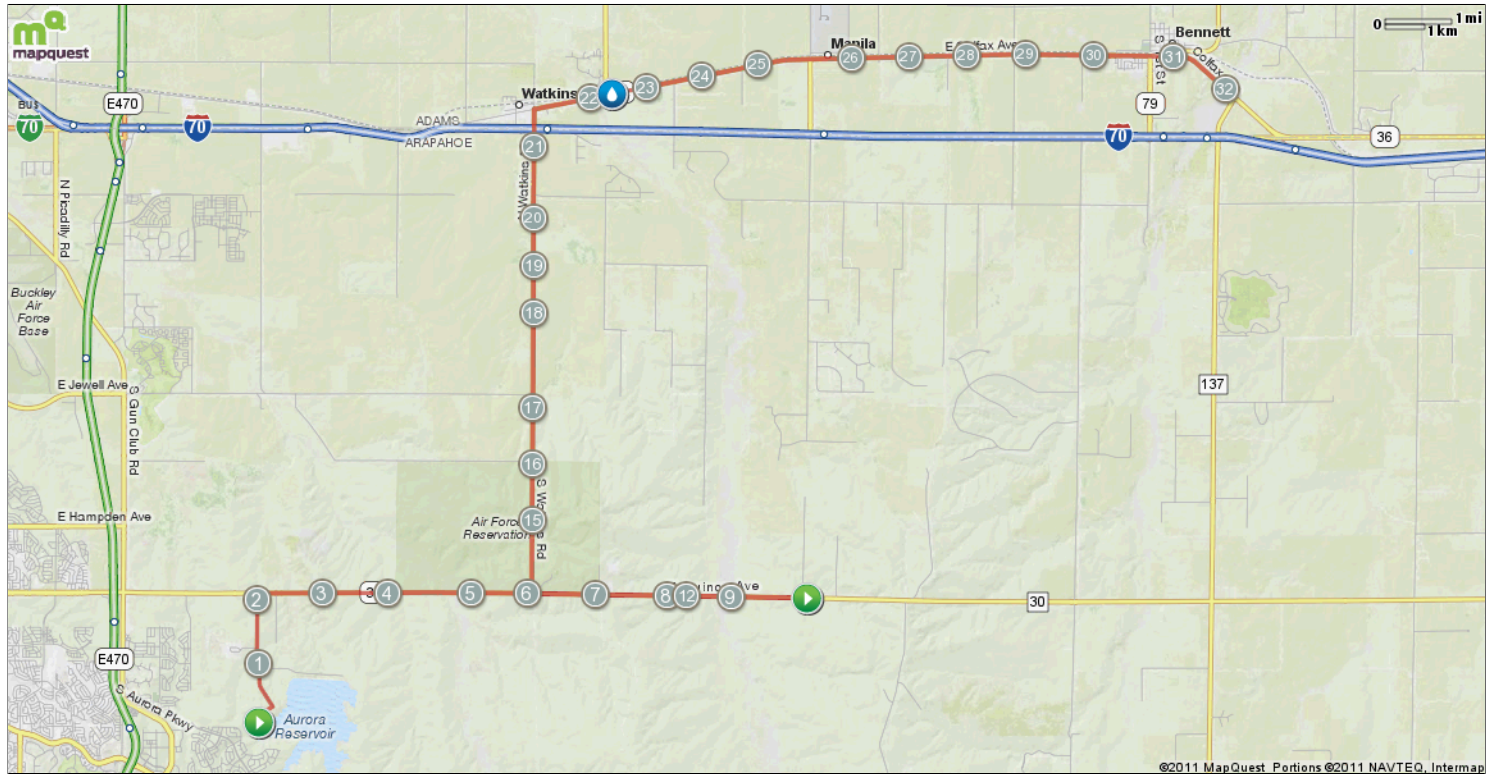 mapquest
0 1 mi
1 km
Manila
E Colfax Ave
Bennett
Colfax
26
27
28
29
30
31
32
25
24
23
22
Watkins
E470
BUS
70
70
ADAMS
ARAPAHOE
79
70
36
21
20
19
18
17
16
15
N Picadilly Rd
N Watkins
Buckley
Air
Force
Base
E Jewell Ave
S Gun Club Rd
137
E Hampden Ave
Air Force
Reservation
Rd
2
3
4
5
6
7
8
12
9
Ave
30
1
E470
S Aurora Pkwy
Aurora
Reservoir
©2011 MapQuest Portions ©2011 NAVTEQ, Intermap